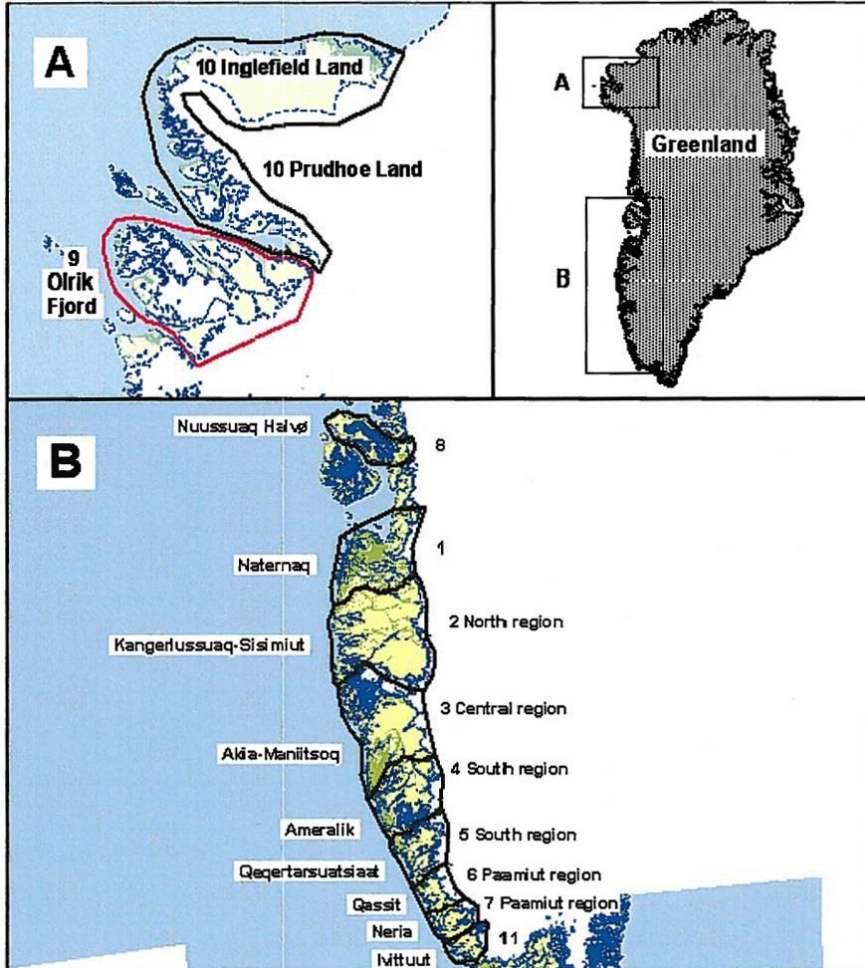 A
10 Inglefield Land
10 Prudhoe Land
9
Olrik
Fjord
A
Greenland
B
B
Nuussuaq Halvø
8
1
Naternaq
2 North region
Kangerlussuaq-Sisimiut
3 Central region
Akia-Maniitsoq
4 South region
Ameralik
5 South region
Qeqertarsuatsiaat
6 Paamiut region
Qassit
7 Paamiut region
Neria
11
Ivittuut